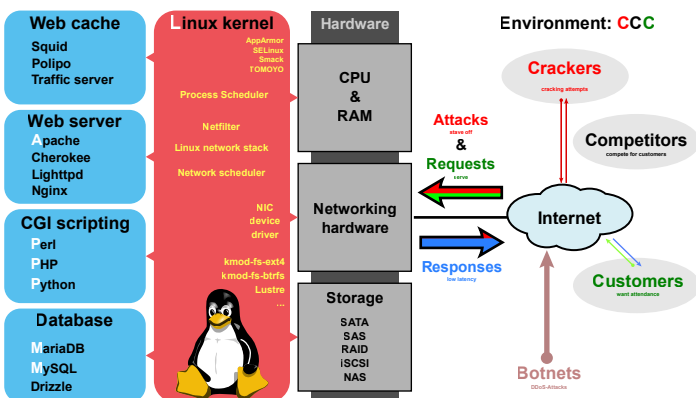 Web cache
Squid
Polipo
Traffic server
Web server
Apache
Cherokee
Lighttpd
Nginx
CGI scripting
Perl
PHP
Python
Database
MariaDB
MySQL
Drizzle
Linux kernel
AppArmor
SELinux
Smack
TOMOYO
Process Scheduler
Netfilter
Linux network stack
Network scheduler
NIC
device
driver
kmod-fs-ext4
kmod-fs-btrfs
Lustre
...
Hardware
CPU
&
RAM
Networking
hardware
Storage
SATA
SAS
RAID
iSCSI
NAS
Attacks
stave off
&
Requests
serve
Responses
low latency
Environment: CCC
Crackers
cracking attempts
Competitors
compete for customers
Internet
Customers
want attendance
Botnets
DDoS-Attacks